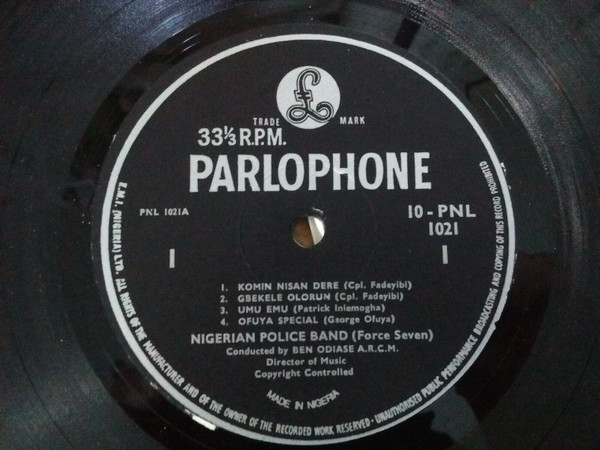 £
TRADE MARK
33⅓ R.P.M.
PARLOPHONE
PNL 1021A
10 - PNL
1021
1
1
1. KOMIN NISAN DERE (Cpl. Fadeyibi)
2. GBEKELE OLORUN (Cpl. Fadeyibi)
3. UMU EMU (Patrick Iniemogha)
4. OFUYA SPECIAL (George Ofuya)
NIGERIAN POLICE BAND (Force Seven)
Conducted by BEN ODIASE A.R.C.M.
Director of Music
Copyright Controlled
MADE IN NIGERIA
E.M.I. (NIGERIA) LTD. ALL RIGHTS OF THE MANUFACTURER AND OF THE OWNER OF THE RECORDED WORK RESERVED - UNAUTHORISED PUBLIC PERFORMANCE BROADCASTING AND COPYING OF THIS RECORD PROHIBITED